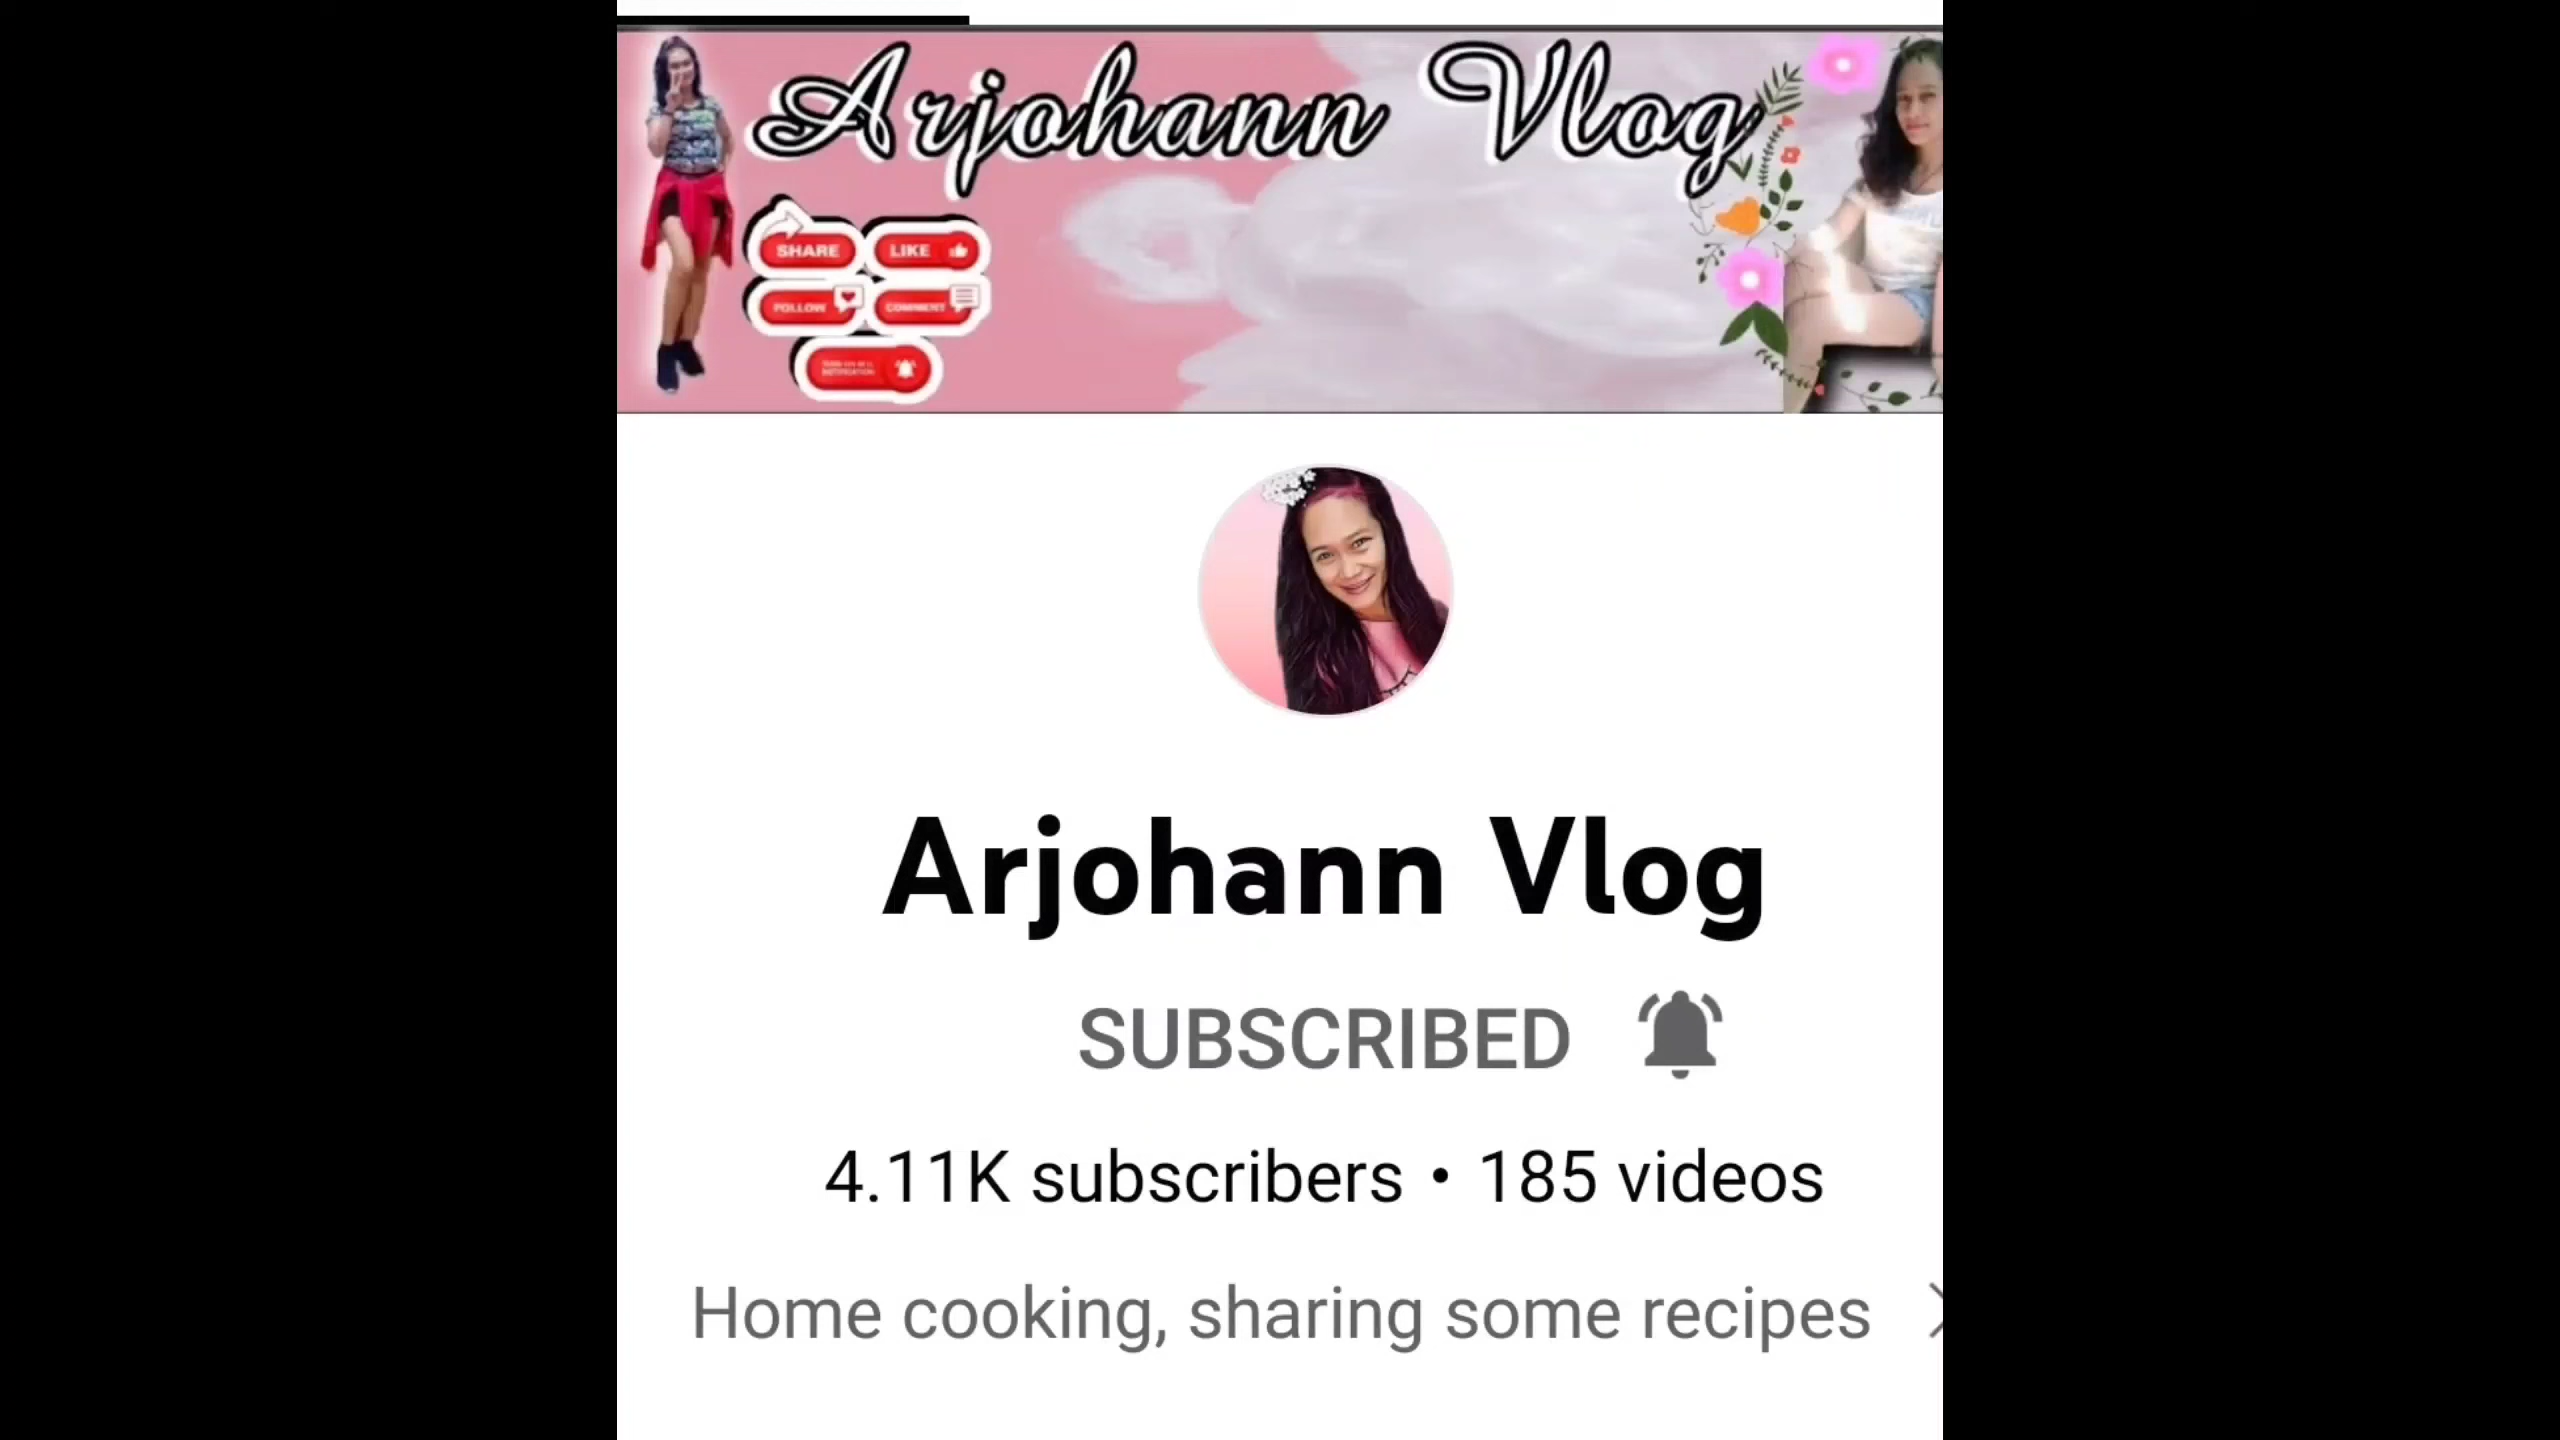 Arjohann Vlog
SHARE LIKE
FOLLOW COMMENT
NOTIFICATION
Arjohann Vlog
SUBSCRIBED
4.11K subscribers • 185 videos
Home cooking, sharing some recipes